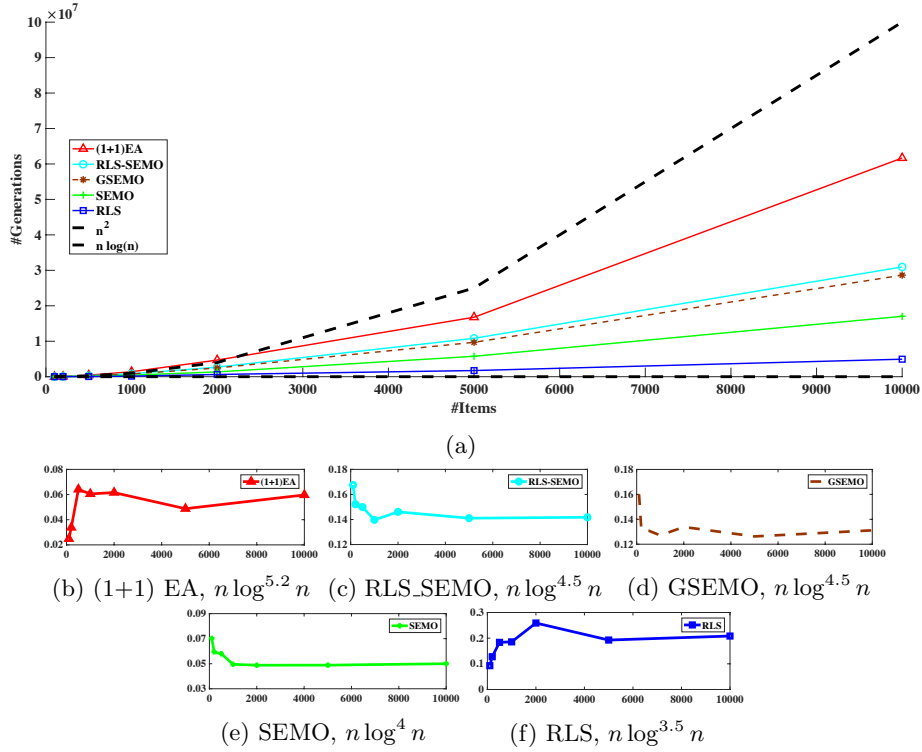 ×10^7
10
9
8
7
6
5
4
3
2
1
0
#Generations
(1+1)EA
RLS-SEMO
GSEMO
SEMO
RLS
n^2
n log(n)
0 1000 2000 3000 4000 5000 6000 7000 8000 9000 10000
#Items
(a)
0.08
0.06
0.04
0.02
(1+1)EA
0 2000 4000 6000 8000 10000
(b) (1+1) EA, n log^{5.2} n
0.18
0.16
0.14
0.12
RLS-SEMO
0 2000 4000 6000 8000 10000
(c) RLS_SEMO, n log^{4.5} n
0.18
0.16
0.14
0.12
GSEMO
0 2000 4000 6000 8000 10000
(d) GSEMO, n log^{4.5} n
0.09
0.07
0.05
0.03
SEMO
0 2000 4000 6000 8000 10000
(e) SEMO, n log^4 n
0.3
0.2
0.1
0
RLS
0 2000 4000 6000 8000 10000
(f) RLS, n log^{3.5} n